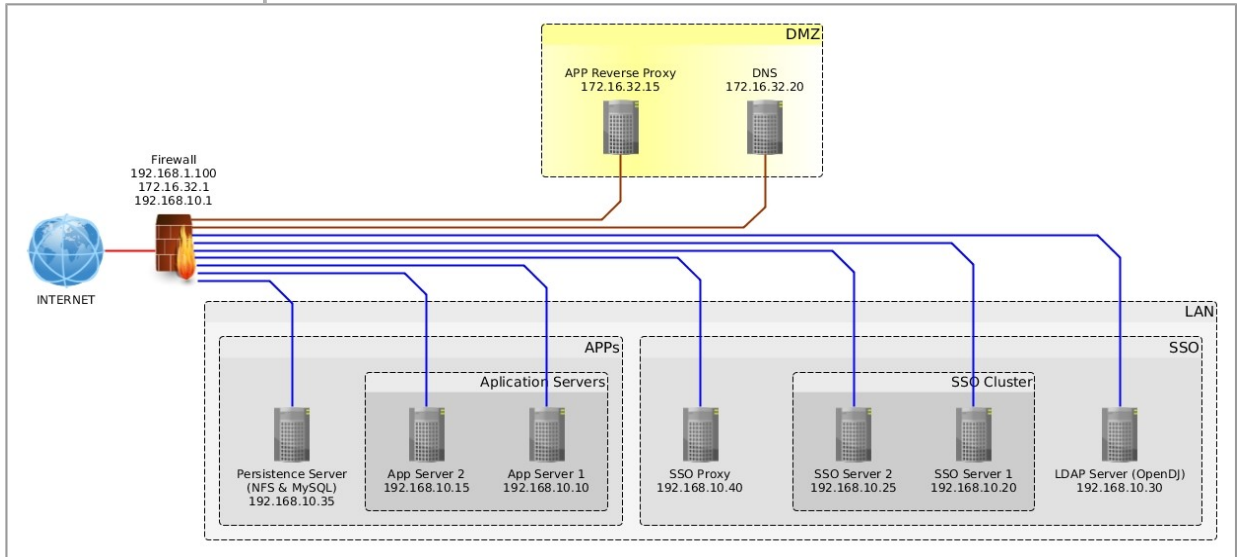 DMZ
APP Reverse Proxy
172.16.32.15
DNS
172.16.32.20
Firewall
192.168.1.100
172.16.32.1
192.168.10.1
INTERNET
LAN
APPs
SSO
Aplication Servers
SSO Cluster
Persistence Server
(NFS & MySQL)
192.168.10.35
App Server 2
192.168.10.15
App Server 1
192.168.10.10
SSO Proxy
192.168.10.40
SSO Server 2
192.168.10.25
SSO Server 1
192.168.10.20
LDAP Server (OpenDJ)
192.168.10.30